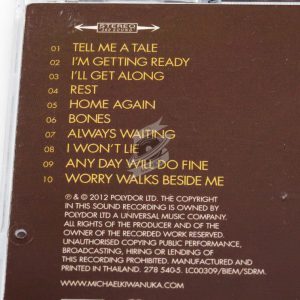 STEREO
01 TELL ME A TALE
02 I'M GETTING READY
03 I'LL GET ALONG
04 REST
05 HOME AGAIN
06 BONES
07 ALWAYS WAITING
08 I WON'T LIE
09 ANY DAY WILL DO FINE
10 WORRY WALKS BESIDE ME
℗ & © 2012 POLYDOR LTD. THE COPYRIGHT
IN THIS SOUND RECORDING IS OWNED BY
POLYDOR LTD A UNIVERSAL MUSIC COMPANY.
ALL RIGHTS OF THE PRODUCER AND OF THE
OWNER OF THE RECORDED WORK RESERVED.
UNAUTHORISED COPYING PUBLIC PERFORMANCE,
BROADCASTING, HIRING OR LENDING OF
THIS RECORDING PROHIBITED. MANUFACTURED AND
PRINTED IN THAILAND. 278 540-5. LC00309/BIEM/SDRM.
WWW.MICHAELKIWANUKA.COM